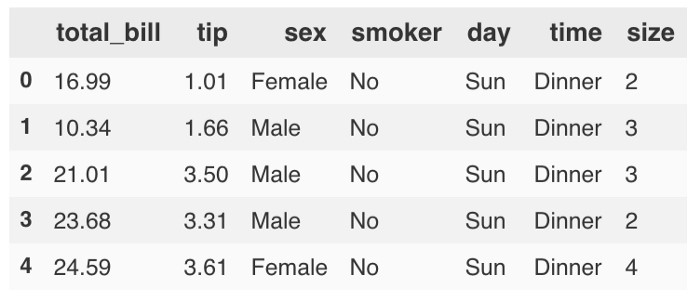 total_bill tip sex smoker day time size
0 16.99 1.01 Female No Sun Dinner 2
1 10.34 1.66 Male No Sun Dinner 3
2 21.01 3.50 Male No Sun Dinner 3
3 23.68 3.31 Male No Sun Dinner 2
4 24.59 3.61 Female No Sun Dinner 4